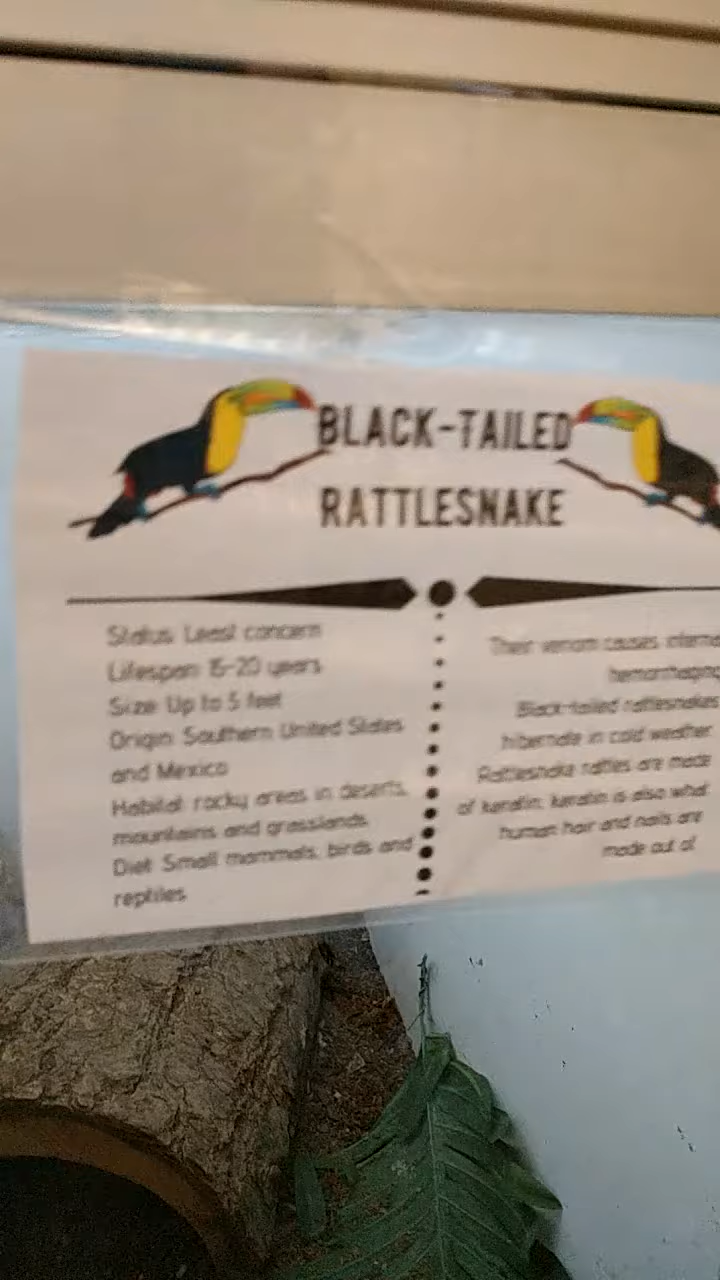 BLACK-TAILED
RATTLESNAKE
Status: Least concern
Lifespan: 15-20 years
Size: Up to 5 feet
Origin: Southern United States
and Mexico
Habitat: rocky areas in deserts,
mountains and grasslands
Diet: Small mammals, birds and
reptiles
Their venom causes interna
hemorrhaging
Black-tailed rattlesnakes
hibernate in cold weather
Rattlesnake rattles are made
of keratin; keratin is also what
human hair and nails are
made out of